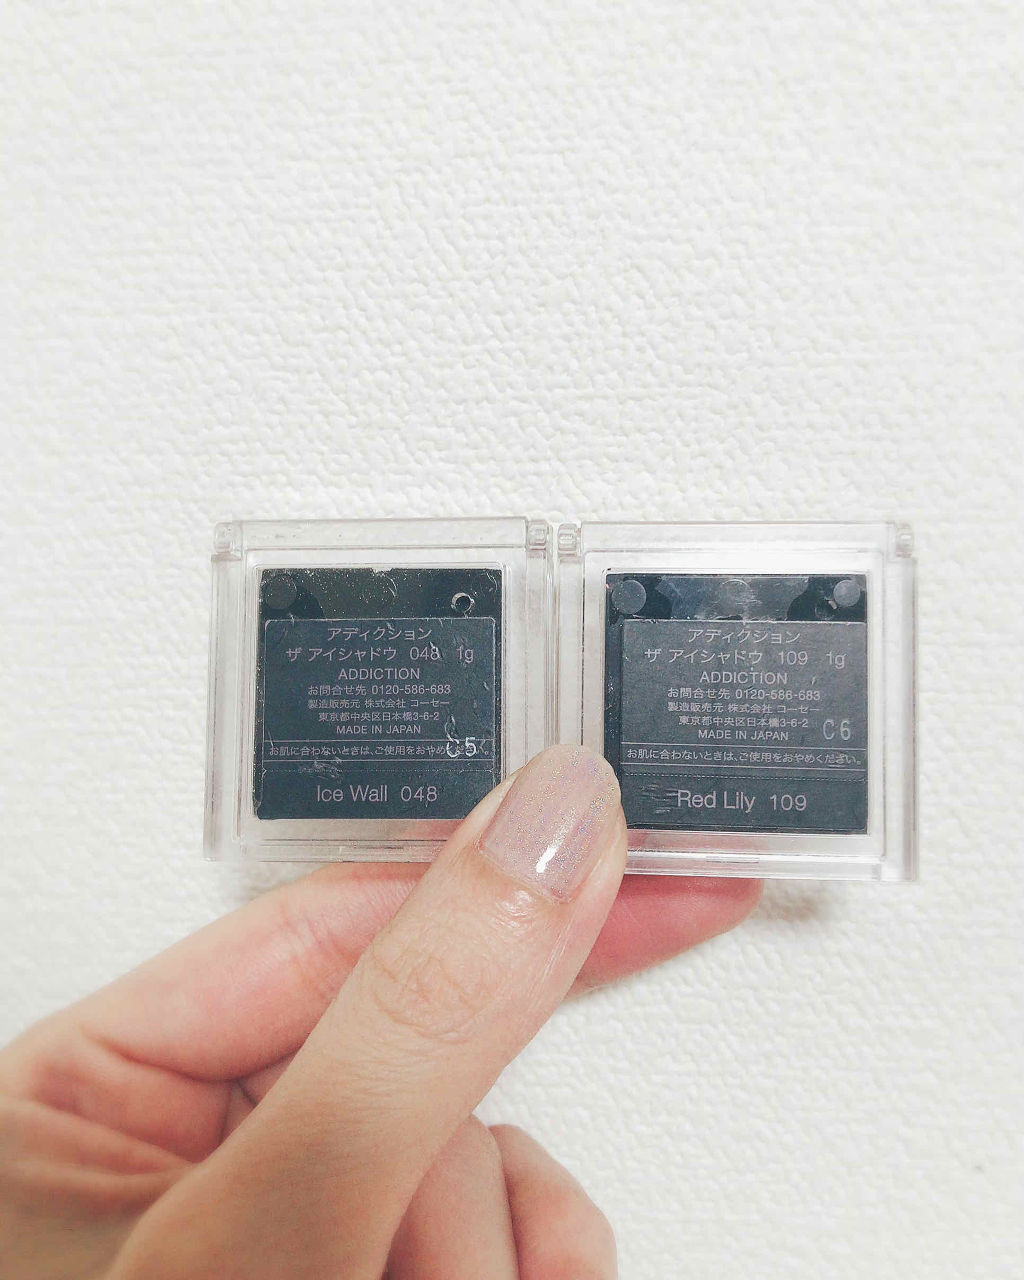 アディクション
ザ アイシャドウ 048 1g
ADDICTION
お問合せ先 0120-586-683
製造販売元 株式会社 コーセー
東京都中央区日本橋3-6-2
MADE IN JAPAN
C5
お肌に合わないときは、ご使用をおやめください。
Ice Wall 048
アディクション
ザ アイシャドウ 109 1g
ADDICTION
お問合せ先 0120-586-683
製造販売元 株式会社 コーセー
東京都中央区日本橋3-6-2
MADE IN JAPAN
C6
お肌に合わないときは、ご使用をおやめください。
Red Lily 109